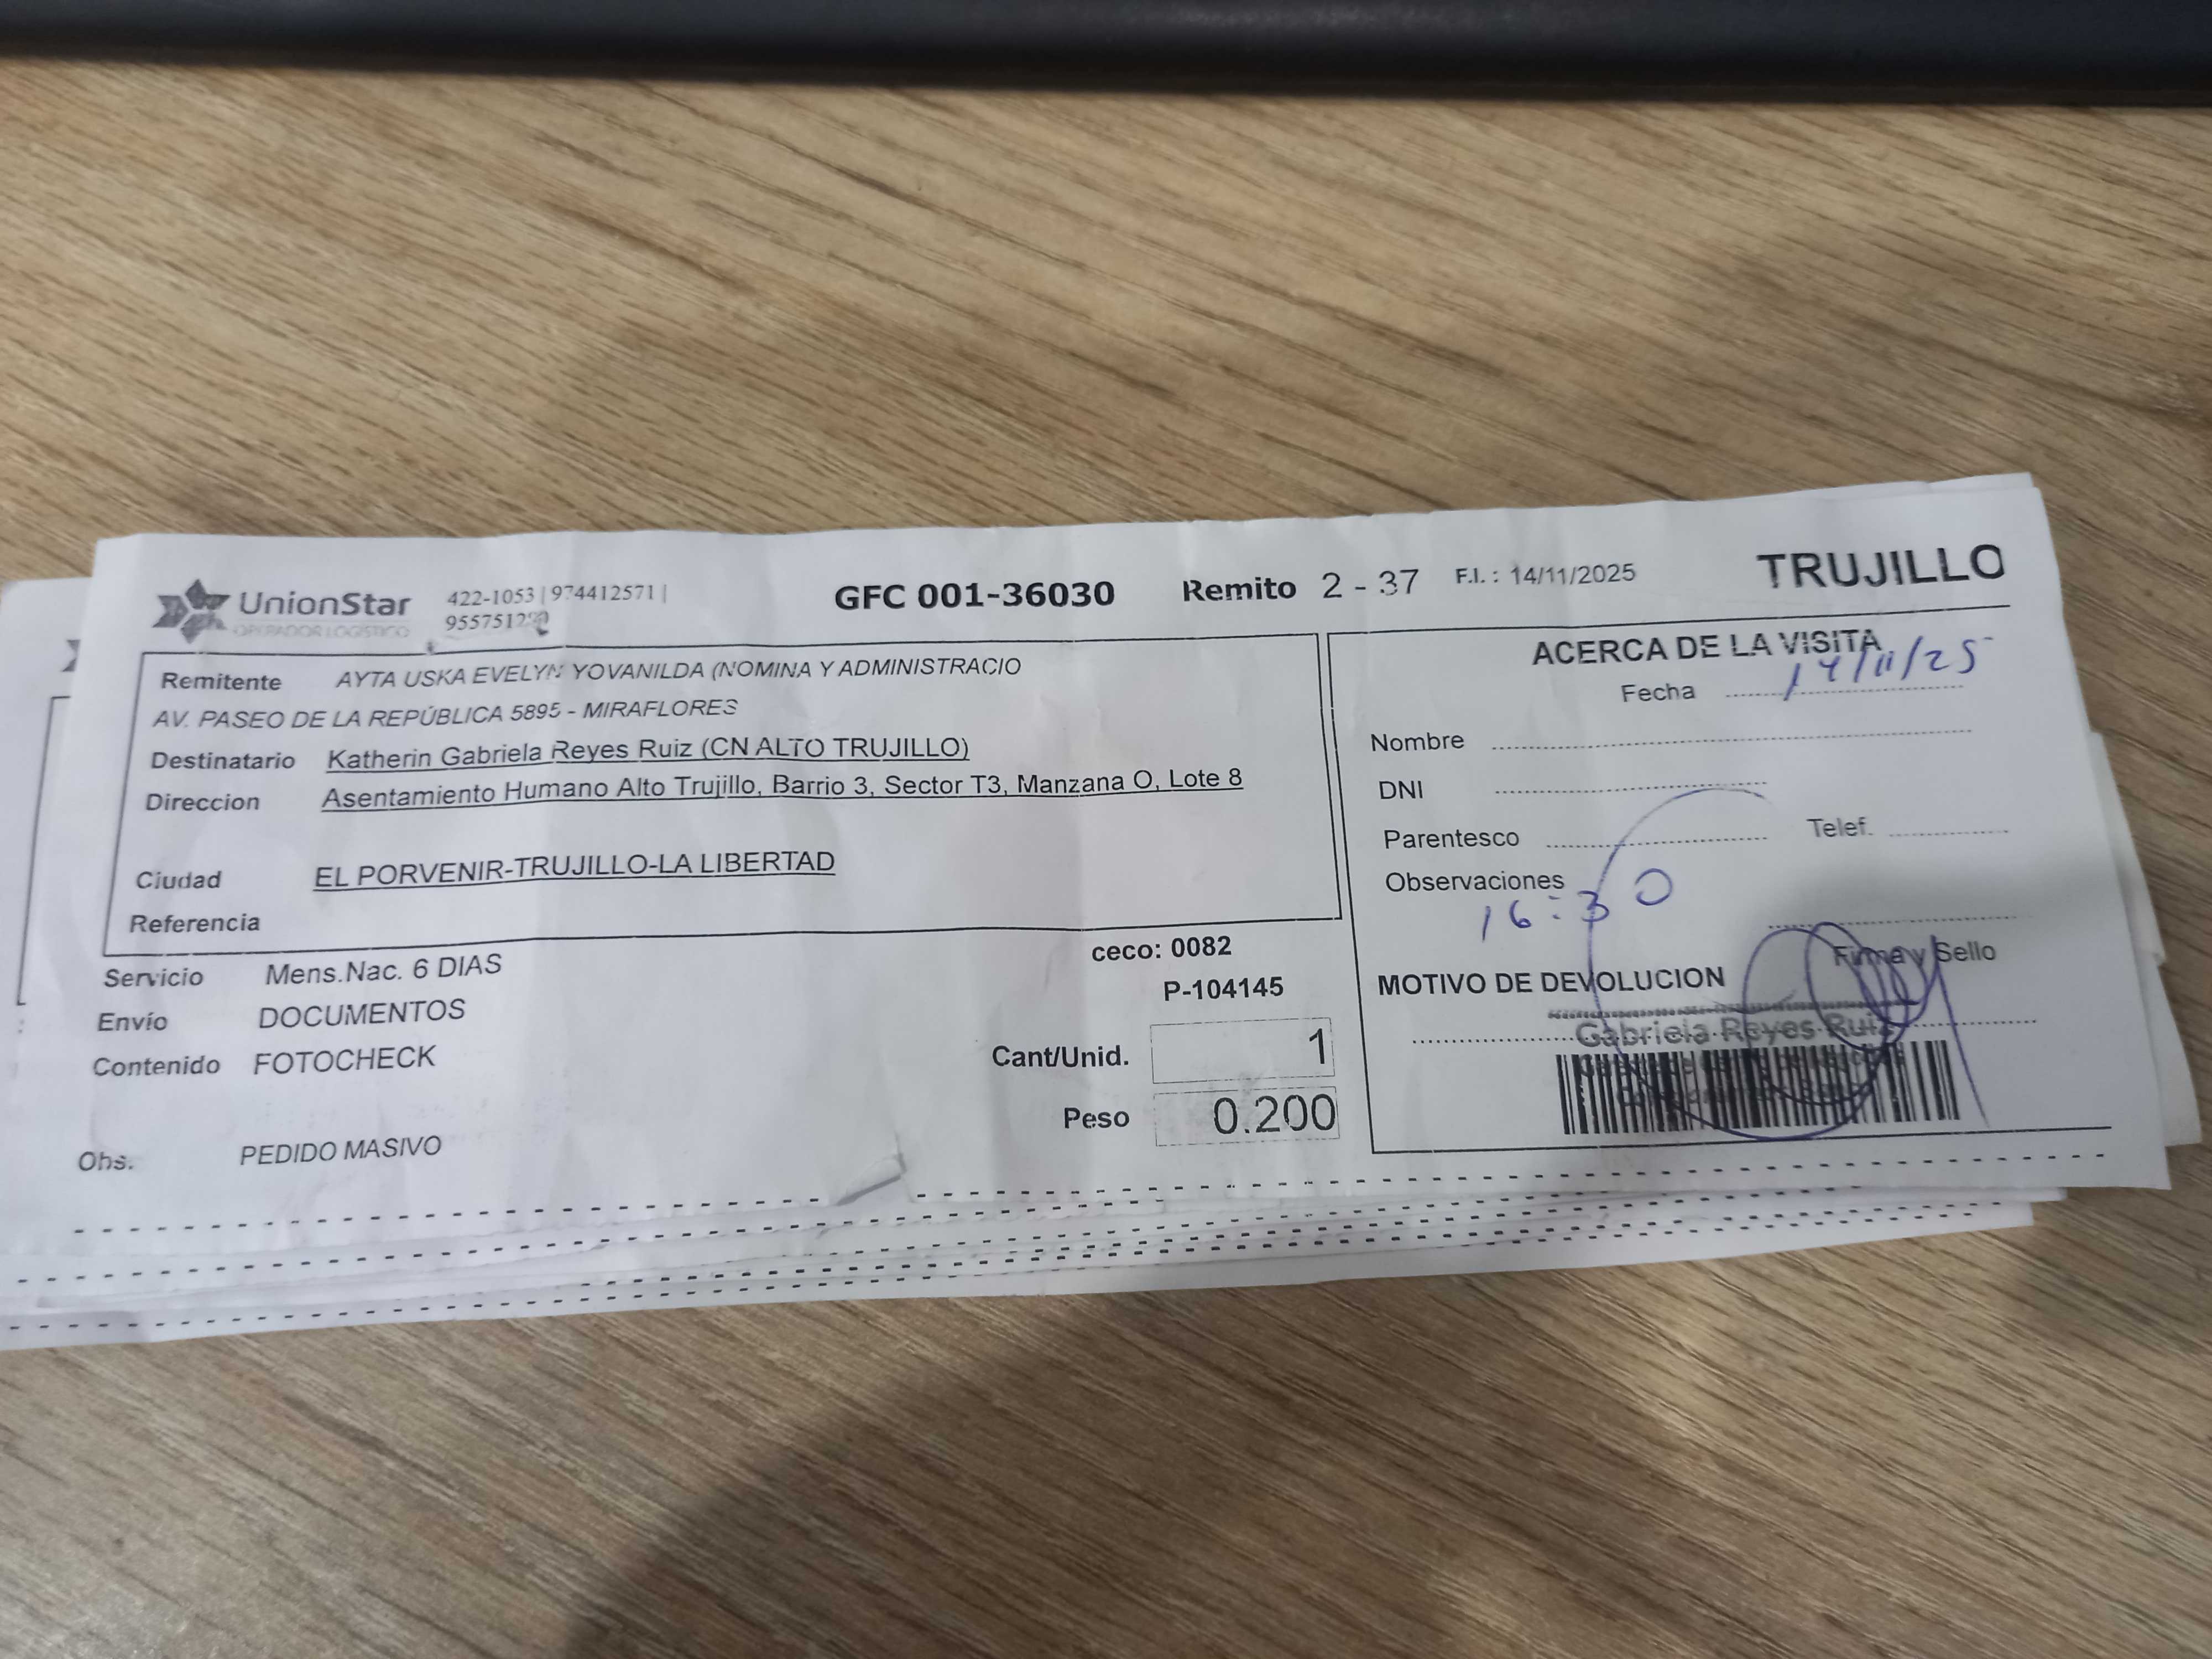 UnionStar
OPERADOR LOGÍSTICO
422-1053 | 974412571 |
GFC 001-36030
Remito 2 - 37
F.I. : 14/11/2025
TRUJILLO
Remitente AYTA USKA EVELYN YOVANILDA (NOMINA Y ADMINISTRACIO
AV. PASEO DE LA REPÚBLICA 5895 - MIRAFLORES
Destinatario Katherin Gabriela Reyes Ruiz (CN ALTO TRUJILLO)
Direccion Asentamiento Humano Alto Trujillo, Barrio 3, Sector T3, Manzana O, Lote 8
Ciudad EL PORVENIR-TRUJILLO-LA LIBERTAD
Referencia
Servicio Mens.Nac. 6 DIAS
Envío DOCUMENTOS
Contenido FOTOCHECK
Obs. PEDIDO MASIVO
ceco: 0082
P-104145
Cant/Unid. 1
Peso 0.200
ACERCA DE LA VISITA
Fecha
Nombre
DNI
Parentesco Telef.
Observaciones
16:30
Firma y Sello
MOTIVO DE DEVOLUCION
Gabriela Reyes Ruiz